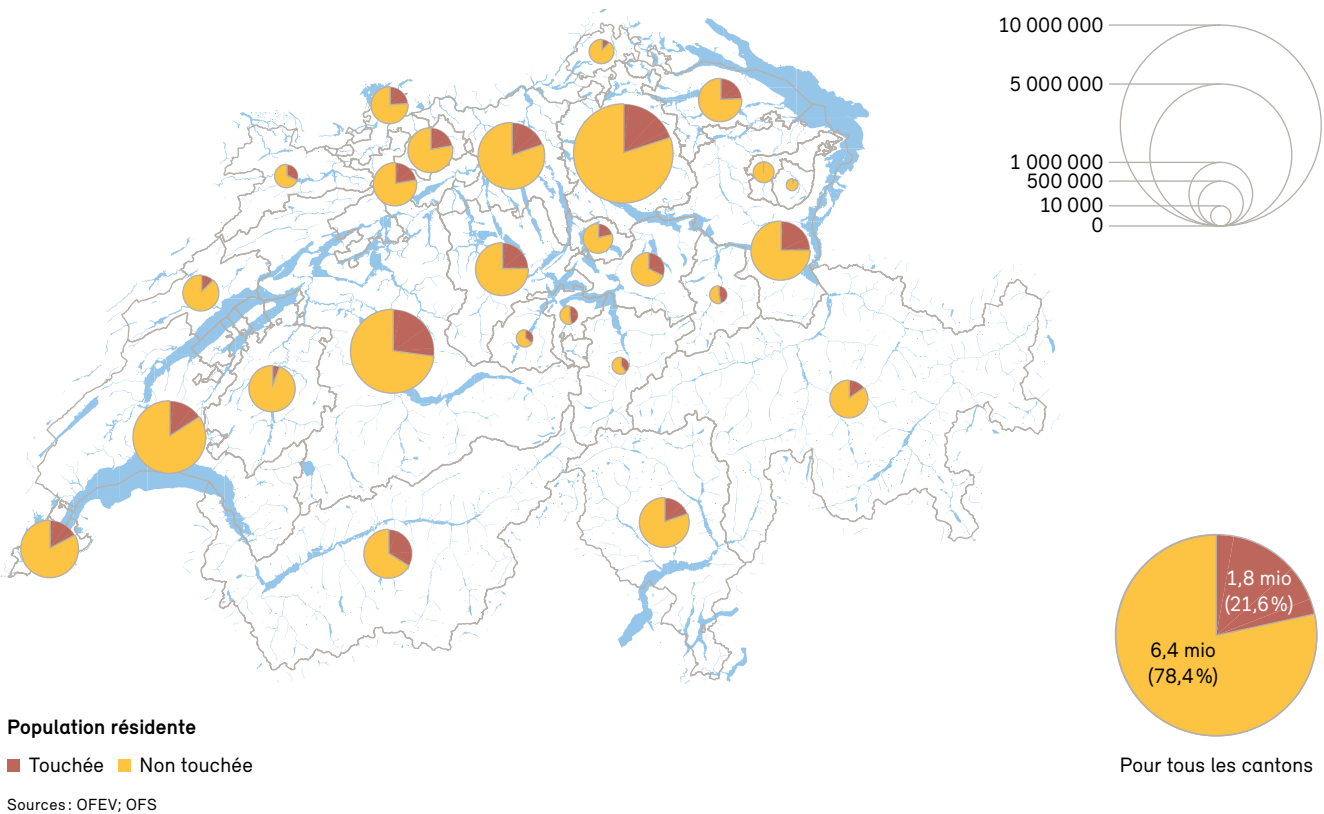 10 000 000
5 000 000
1 000 000
500 000
10 000
0
1,8 mio
(21,6 %)
6,4 mio
(78,4 %)
Pour tous les cantons
Population résidente
Touchée Non touchée
Sources : OFEV; OFS